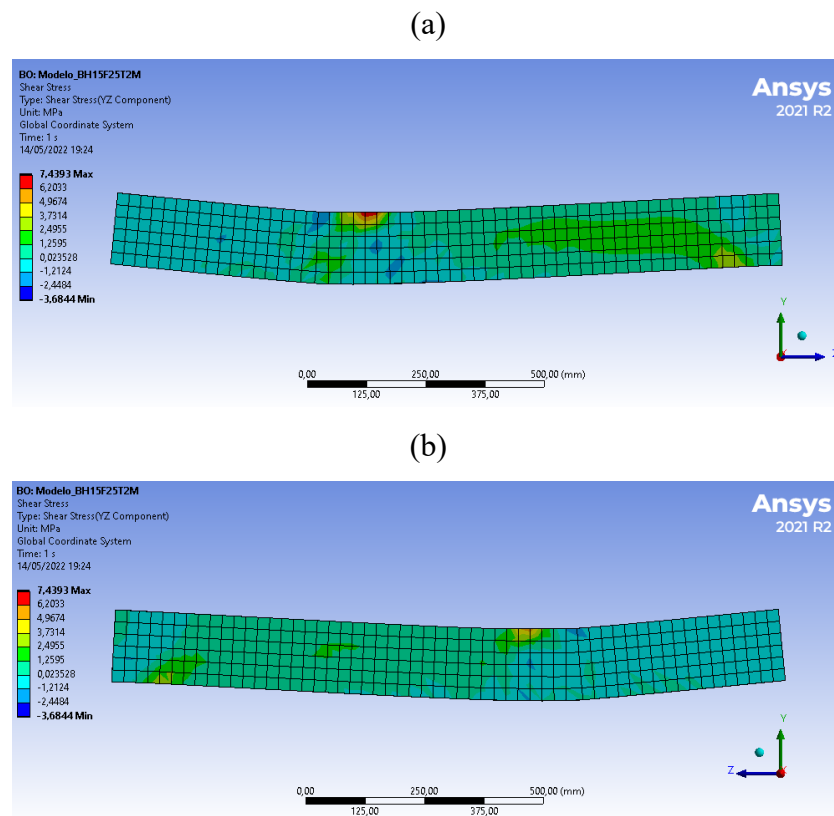 (a)
BO: Modelo_BH15F25T2M
Shear Stress
Type: Shear Stress(YZ Component)
Unit: MPa
Global Coordinate System
Time: 1 s
14/05/2022 19:24
Ansys
2021 R2
7,4393 Max
6,2033
4,9674
3,7314
2,4955
1,2595
0,023528
-1,2124
-2,4484
-3,6844 Min
Y
Z
0,00 250,00 500,00 (mm)
125,00 375,00
(b)
BO: Modelo_BH15F25T2M
Shear Stress
Type: Shear Stress(YZ Component)
Unit: MPa
Global Coordinate System
Time: 1 s
14/05/2022 19:24
Ansys
2021 R2
7,4393 Max
6,2033
4,9674
3,7314
2,4955
1,2595
0,023528
-1,2124
-2,4484
-3,6844 Min
Y
Z X
0,00 250,00 500,00 (mm)
125,00 375,00